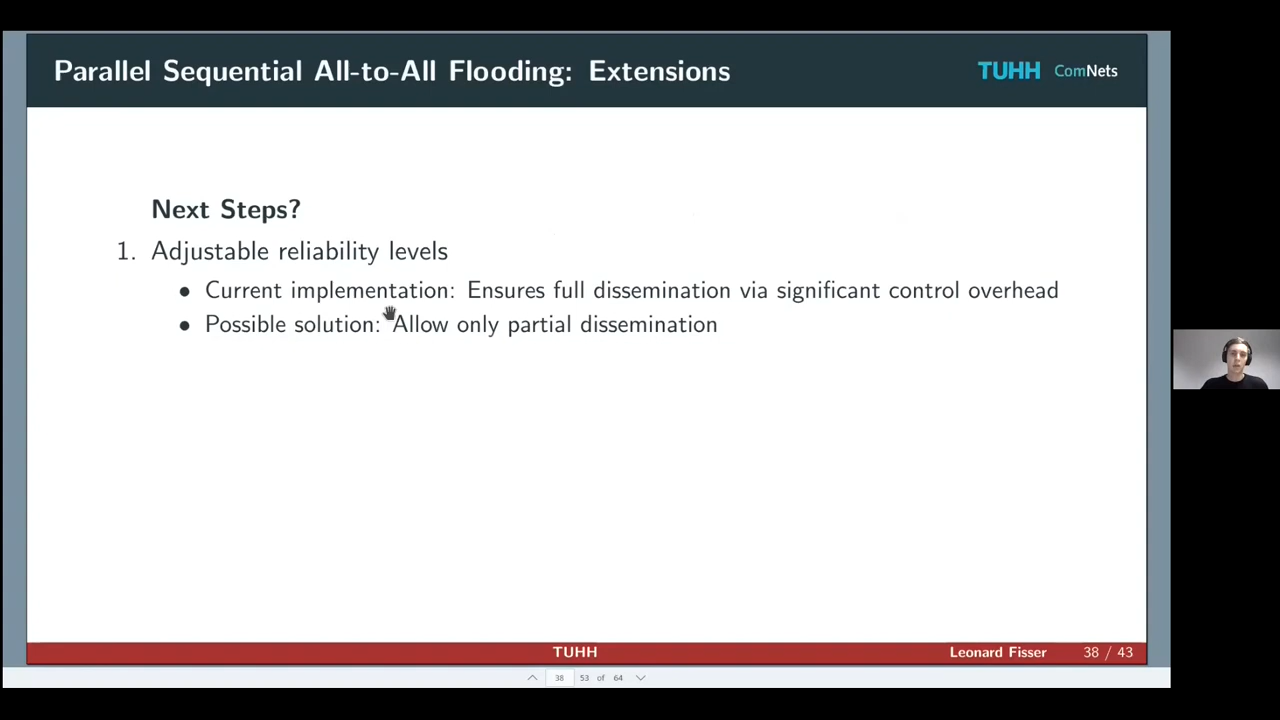 Parallel Sequential All-to-All Flooding: Extensions
TUHH ComNets
Next Steps?
1. Adjustable reliability levels
• Current implementation: Ensures full dissemination via significant control overhead
• Possible solution: Allow only partial dissemination
TUHH Leonard Fisser 38 / 43
38 53 of 64